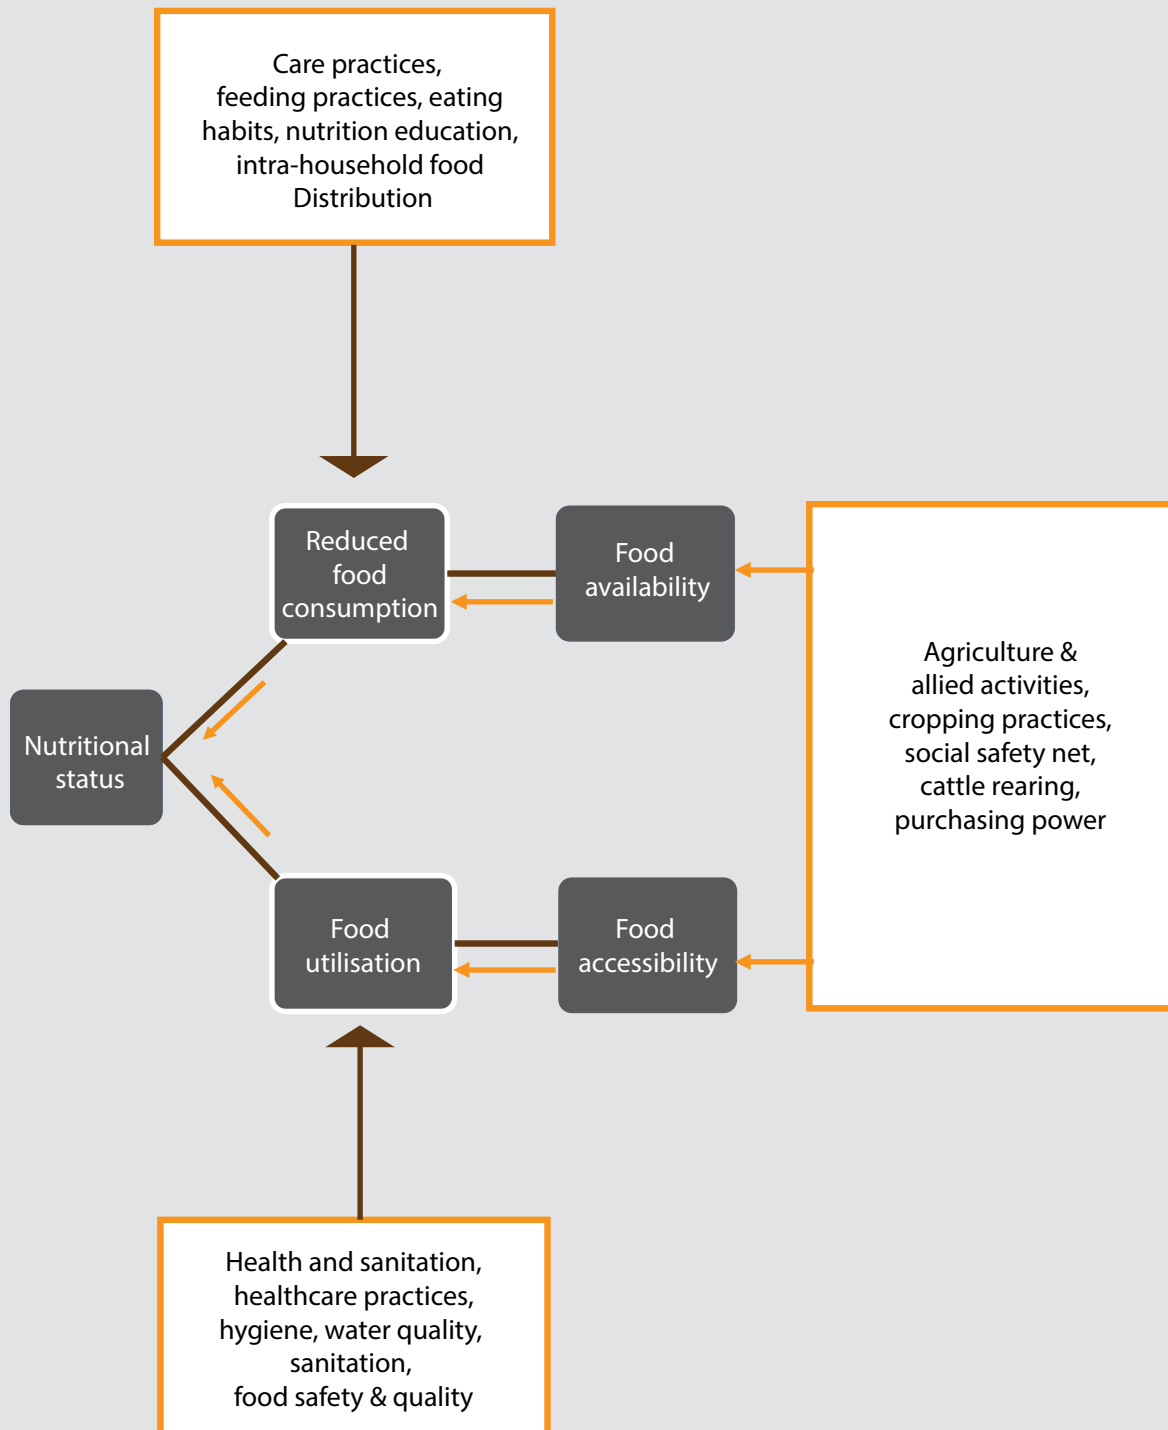 Care practices,
feeding practices, eating
habits, nutrition education,
intra-household food
Distribution
Reduced
food
consumption
Food
availability
Agriculture &
allied activities,
cropping practices,
social safety net,
cattle rearing,
purchasing power
Nutritional
status
Food
utilisation
Food
accessibility
Health and sanitation,
healthcare practices,
hygiene, water quality,
sanitation,
food safety & quality